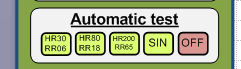 Automatic test
HR30 HR80 HR200 SIN OFF
RR06 RR18 RR65